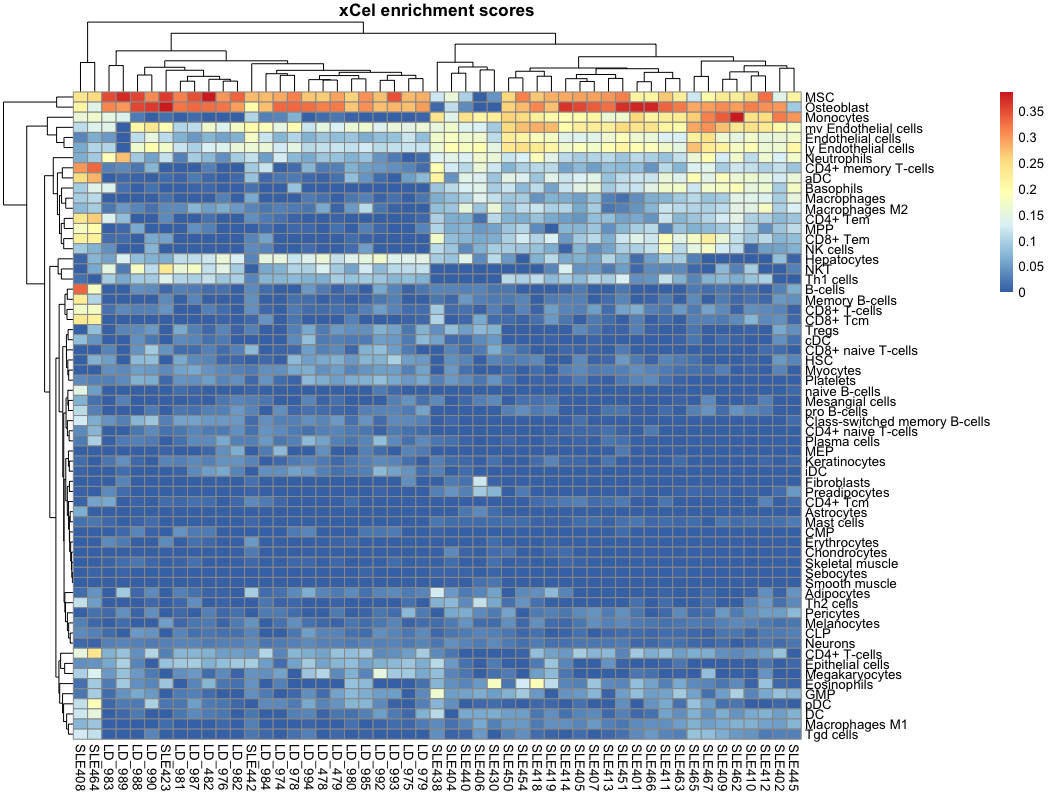 xCel enrichment scores
MSC
Osteoblast
Monocytes
mv Endothelial cells
Endothelial cells
ly Endothelial cells
Neutrophils
CD4+ memory T-cells
aDC
Basophils
Macrophages
Macrophages M2
CD4+ Tem
MPP
CD8+ Tem
NK cells
Hepatocytes
NKT
Th1 cells
B-cells
Memory B-cells
CD8+ T-cells
CD8+ Tcm
Tregs
cDC
CD8+ naive T-cells
HSC
Myocytes
Platelets
naive B-cells
Mesangial cells
pro B-cells
Class-switched memory B-cells
CD4+ naive T-cells
Plasma cells
MEP
Keratinocytes
iDC
Fibroblasts
Preadipocytes
CD4+ Tcm
Astrocytes
Mast cells
CMP
Erythrocytes
Chondrocytes
Skeletal muscle
Sebocytes
Smooth muscle
Adipocytes
Th2 cells
Pericytes
Melanocytes
CLP
Neurons
CD4+ T-cells
Epithelial cells
Megakaryocytes
Eosinophils
GMP
pDC
DC
Macrophages M1
Tgd cells
0.35
0.3
0.25
0.2
0.15
0.1
0.05
0
SLE408
SLE464
LD_983
LD_989
LD_988
LD_990
SLE423
LD_981
LD_987
LD_482
LD_976
LD_982
SLE442
LD_984
LD_974
LD_978
LD_994
LD_478
LD_479
LD_980
LD_985
LD_992
LD_993
LD_975
LD_979
SLE438
SLE404
SLE440
SLE406
SLE430
SLE450
SLE454
SLE418
SLE419
SLE414
SLE405
SLE407
SLE413
SLE451
SLE401
SLE466
SLE411
SLE463
SLE465
SLE467
SLE409
SLE462
SLE410
SLE412
SLE402
SLE445